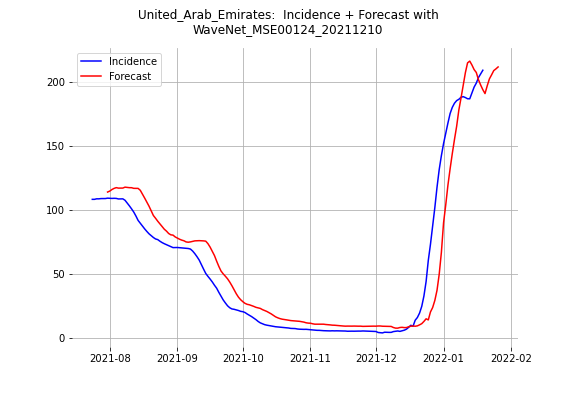 United_Arab_Emirates:  Incidence + Forecast with
WaveNet_MSE00124_20211210
Incidence
Forecast
200
150
100
50
0
2021-08 2021-09 2021-10 2021-11 2021-12 2022-01 2022-02